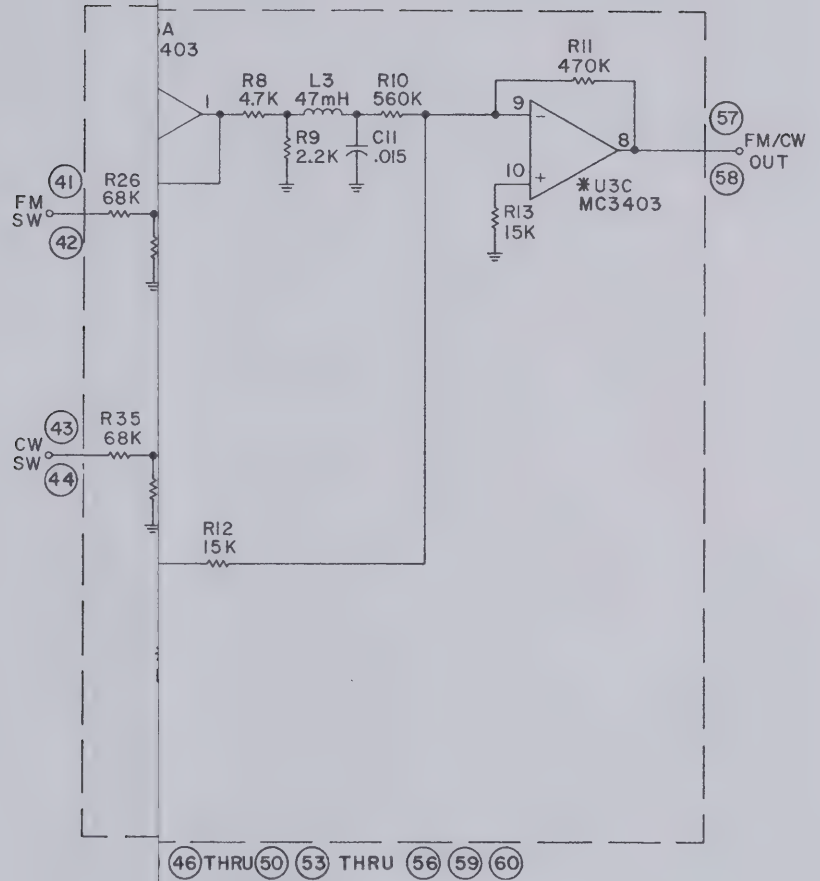 A
403
R11
470K
R8
4.7K
L3
47mH
R10
560K
1
9
−
57
R9
2.2K
C11
.015
8
FM/CW
OUT
58
10
+
* U3C
MC3403
R13
15K
41
R26
68K
FM
SW
42
43
R35
68K
CW
SW
44
R12
15K
) 46 THRU 50 53 THRU 56 59 60